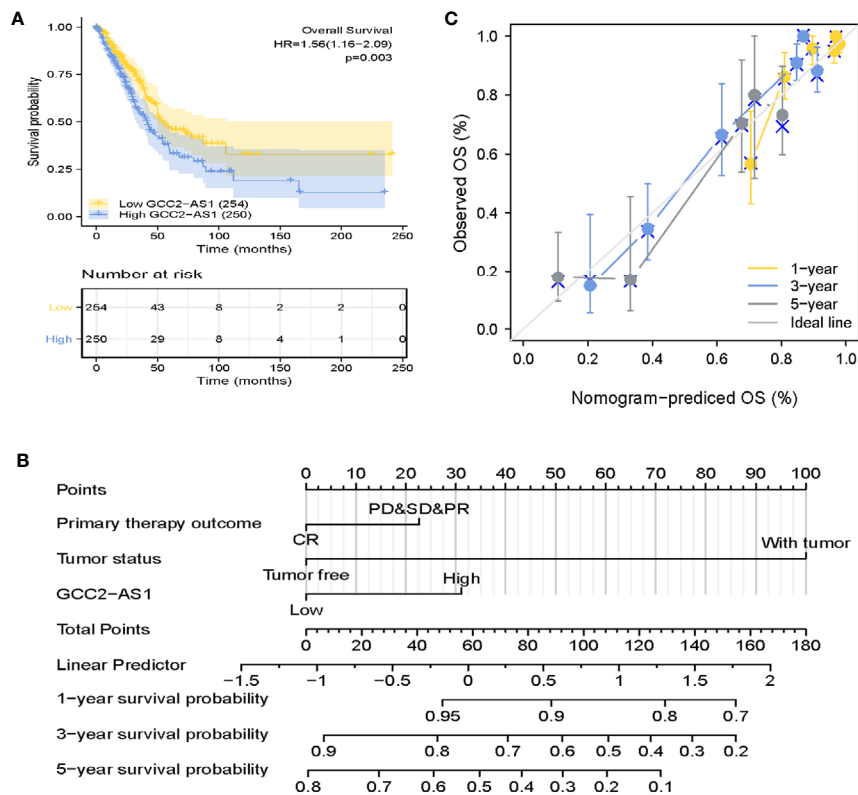 A
Overall Survival
HR=1.56(1.16−2.09)
p=0.003
Survival probability
1.00
0.75
0.50
0.25
0.00
Low GCC2−AS1 (254)
High GCC2−AS1 (250)
0 50 100 150 200 250
Time (months)
Number at risk
Low 254 43 8 2 2 0
High 250 29 8 4 1 0
0 50 100 150 200 250
Time (months)
C
Observed OS (%)
1.0
0.8
0.6
0.4
0.2
0.0
1−year
3−year
5−year
Ideal line
0.0 0.2 0.4 0.6 0.8 1.0
Nomogram−prediced OS (%)
B
0 10 20 30 40 50 60 70 80 90 100
Points
PD&SD&PR
Primary therapy outcome
CR
Tumor status
With tumor
Tumor free
High
GCC2−AS1
Low
Total Points
0 20 40 60 80 100 120 140 160 180
Linear Predictor
−1.5 −1 −0.5 0 0.5 1 1.5 2
1−year survival probability
0.95 0.9 0.8 0.7
3−year survival probability
0.9 0.8 0.7 0.6 0.5 0.4 0.3 0.2
5−year survival probability
0.8 0.7 0.6 0.5 0.4 0.3 0.2 0.1